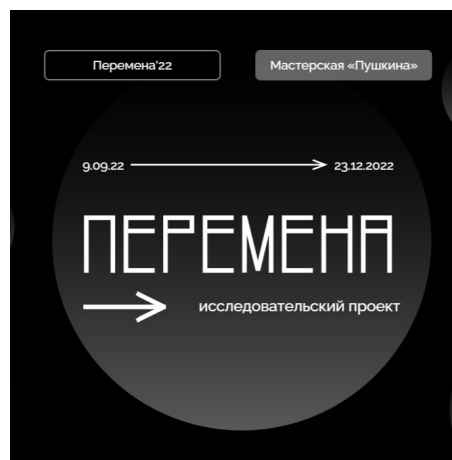 Перемена'22
Мастерская «Пушкина»
9.09.22
23.12.2022
ПЕРЕМЕНА
исследовательский проект